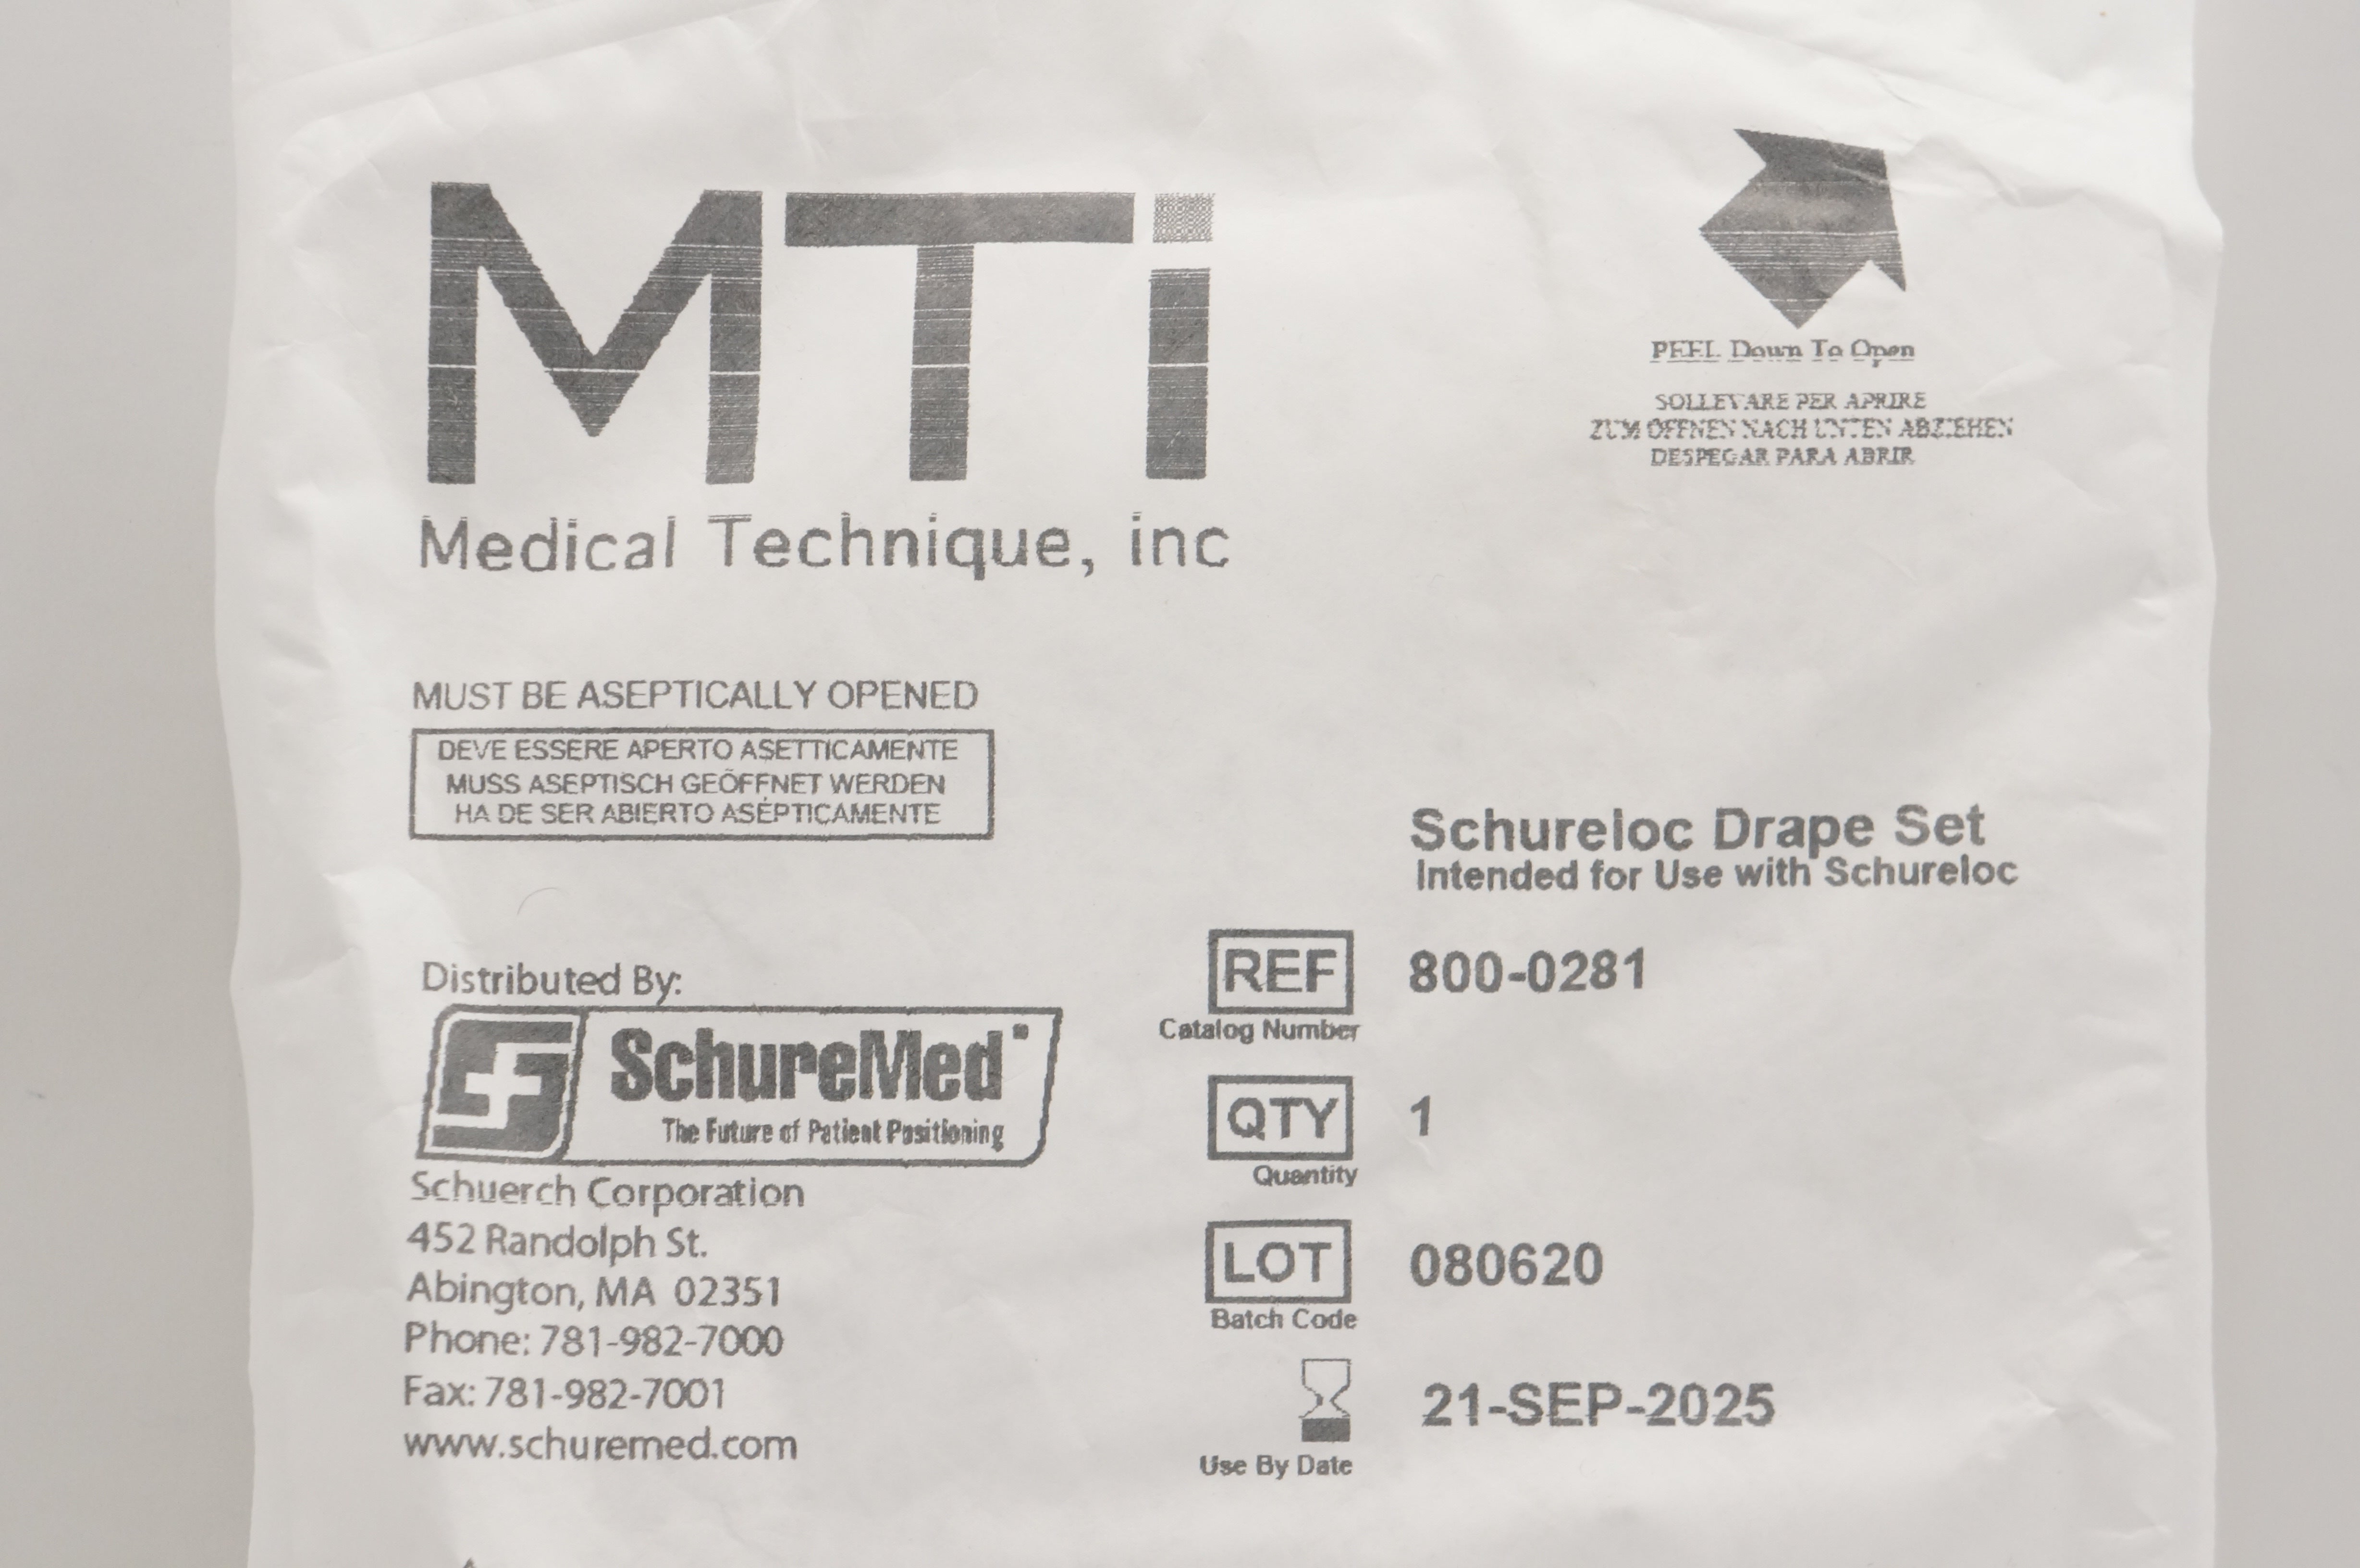 MTi
Medical Technique, inc
PEEL Down To Open
SOLLEVARE PER APRIRE
ZUM OFFNEN NACH UNTEN ABZIEHEN
DESPEGAR PARA ABRIR
MUST BE ASEPTICALLY OPENED
DEVE ESSERE APERTO ASETTICAMENTE
MUSS ASEPTISCH GEÖFFNET WERDEN
HA DE SER ABIERTO ASÉPTICAMENTE
Schureloc Drape Set
Intended for Use with Schureloc
Distributed By:
SchureMed
The Future of Patient Positioning
Schuerch Corporation
452 Randolph St.
Abington, MA 02351
Phone: 781-982-7000
Fax: 781-982-7001
www.schuremed.com
REF 800-0281
Catalog Number
QTY 1
Quantity
LOT 080620
Batch Code
21-SEP-2025
Use By Date